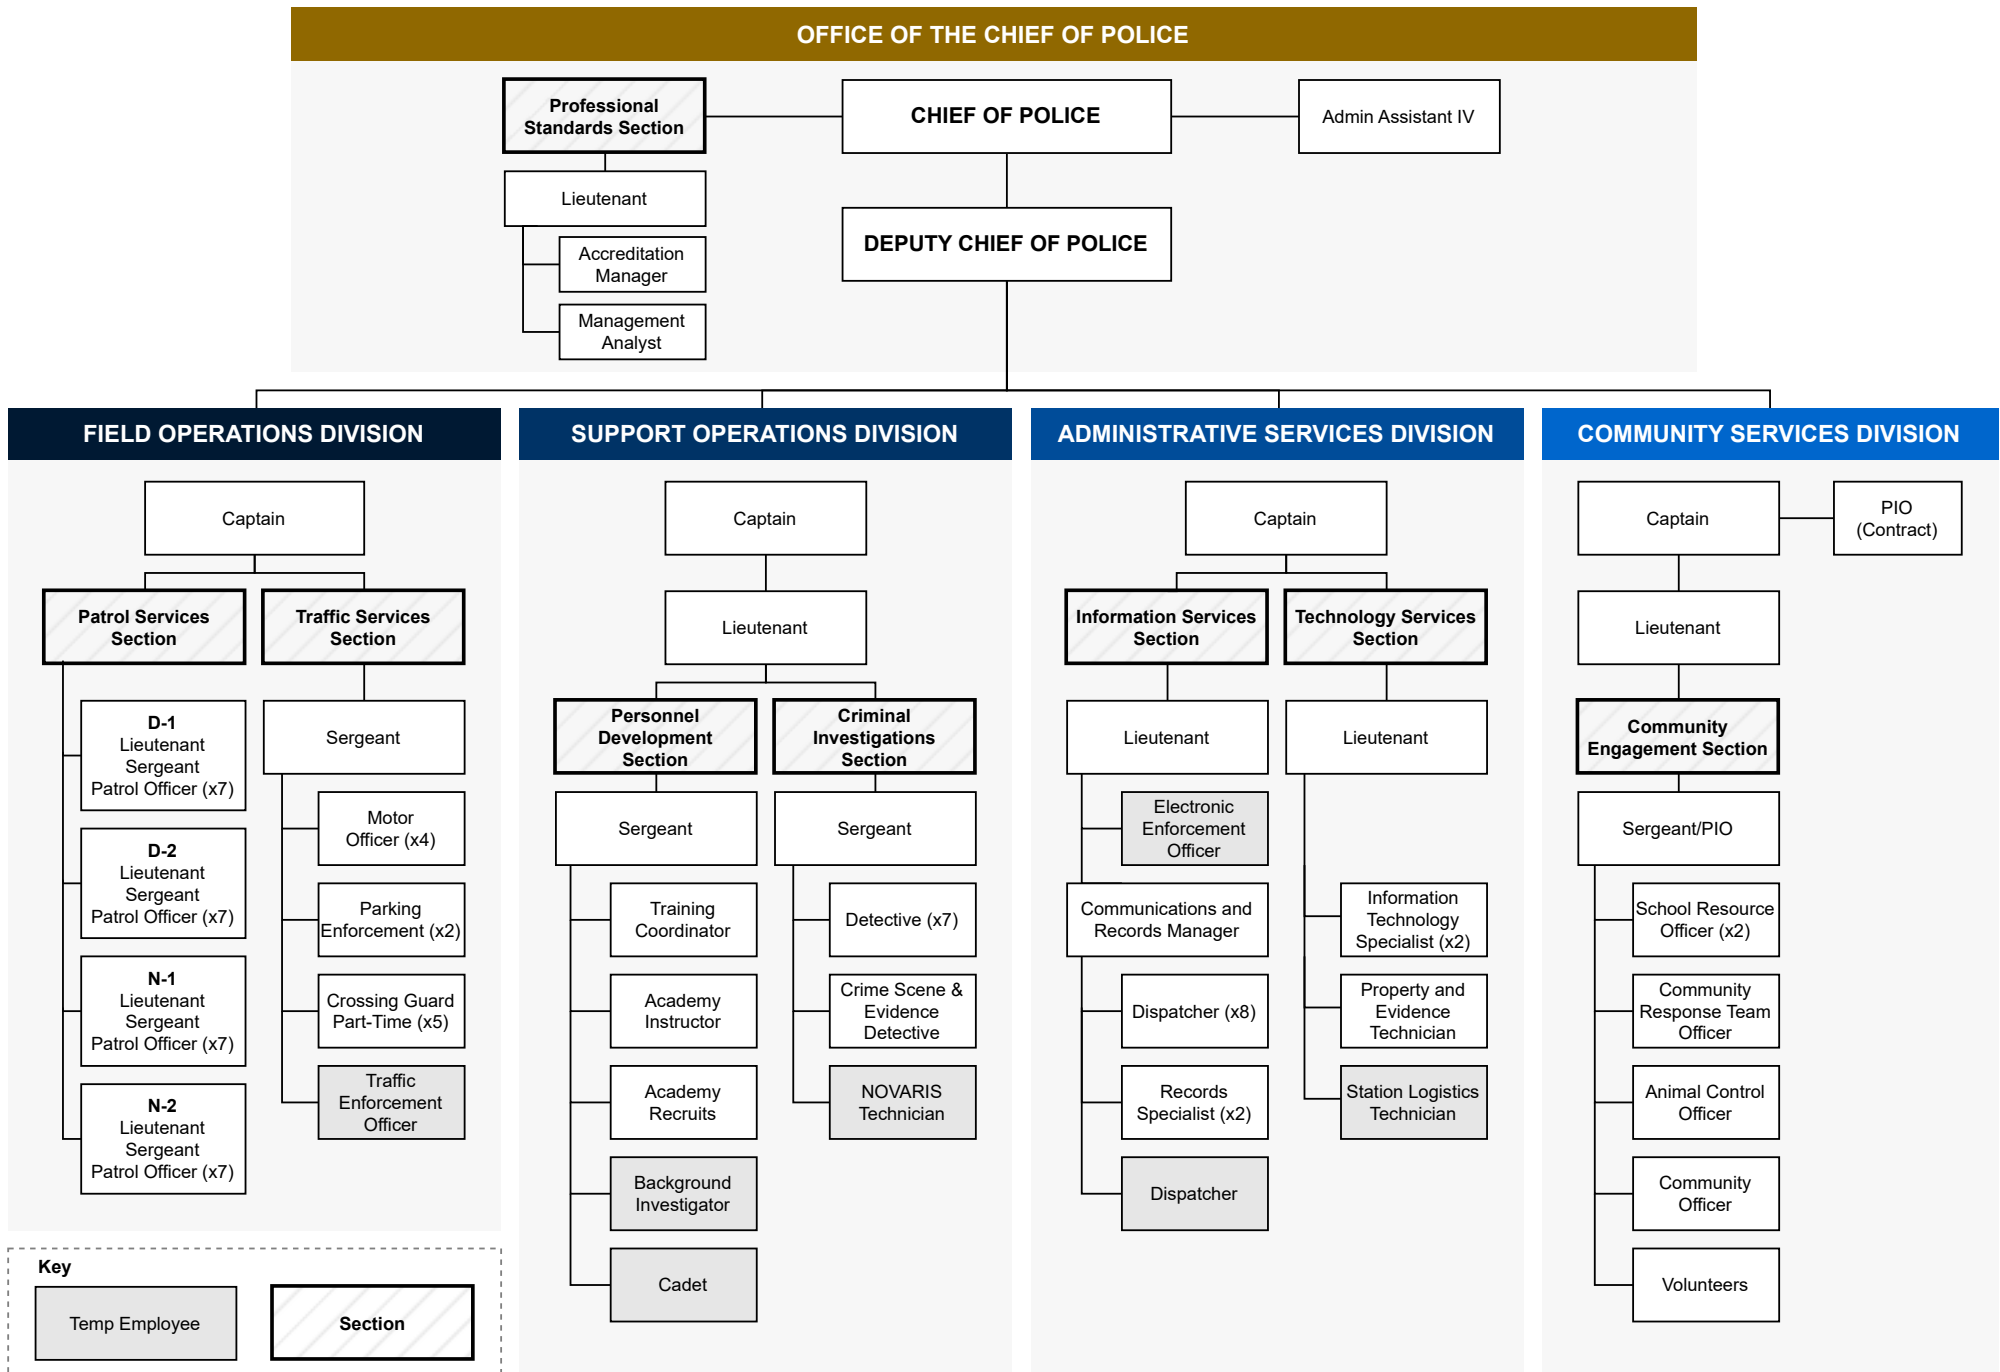 OFFICE OF THE CHIEF OF POLICE
Professional
Standards Section
CHIEF OF POLICE
Admin Assistant IV
Lieutenant
DEPUTY CHIEF OF POLICE
Accreditation
Manager
Management
Analyst
FIELD OPERATIONS DIVISION
Captain
Patrol Services
Section
Traffic Services
Section
D-1
Lieutenant
Sergeant
Patrol Officer (x7)
D-2
Lieutenant
Sergeant
Patrol Officer (x7)
N-1
Lieutenant
Sergeant
Patrol Officer (x7)
N-2
Lieutenant
Sergeant
Patrol Officer (x7)
Sergeant
Motor
Officer (x4)
Parking
Enforcement (x2)
Crossing Guard
Part-Time (x5)
Traffic
Enforcement
Officer
SUPPORT OPERATIONS DIVISION
Captain
Lieutenant
Personnel
Development
Section
Criminal
Investigations
Section
Sergeant
Training
Coordinator
Academy
Instructor
Academy
Recruits
Background
Investigator
Cadet
Sergeant
Detective (x7)
Crime Scene &
Evidence
Detective
NOVARIS
Technician
ADMINISTRATIVE SERVICES DIVISION
Captain
Information Services
Section
Technology Services
Section
Lieutenant
Electronic
Enforcement
Officer
Communications and
Records Manager
Dispatcher (x8)
Records
Specialist (x2)
Dispatcher
Lieutenant
Information
Technology
Specialist (x2)
Property and
Evidence
Technician
Station Logistics
Technician
COMMUNITY SERVICES DIVISION
Captain
PIO
(Contract)
Lieutenant
Community
Engagement Section
Sergeant/PIO
School Resource
Officer (x2)
Community
Response Team
Officer
Animal Control
Officer
Community
Officer
Volunteers
Key
Temp Employee
Section